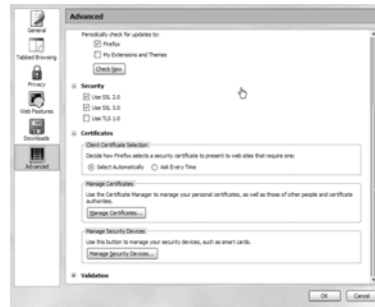 General
Tabbed Browsing
Privacy
Web Features
Downloads
Advanced
Advanced
Periodically check for updates to:
Firefox
My Extensions and Themes
Check Now
Security
Use SSL 2.0
Use SSL 3.0
Use TLS 1.0
Certificates
Client Certificate Selection
Decide how Firefox selects a security certificate to present to web sites that require one:
Select Automatically Ask Every Time
Manage Certificates
Use the Certificate Manager to manage your personal certificates, as well as those of other people and certificate
authorities.
Manage Certificates...
Manage Security Devices
Use this button to manage your security devices, such as smart cards.
Manage Security Devices...
Validation
OK Cancel